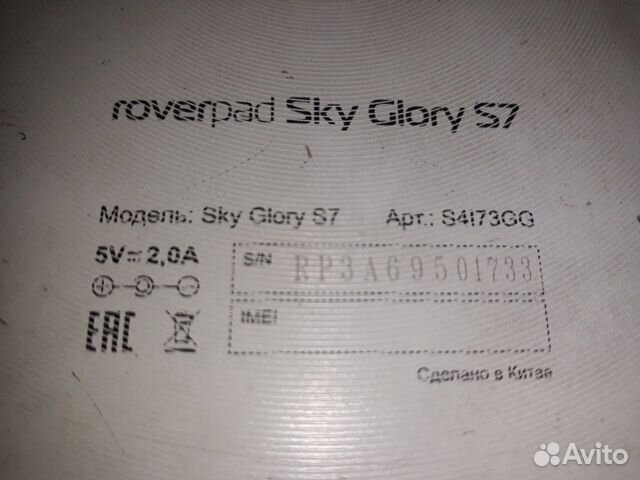 roverpad Sky Glory S7
Модель: Sky Glory S7 Арт.: S4I73GG
5V 2,0A
S/N RP3A69501733
EAC
IMEI
Сделано в Китае
Avito